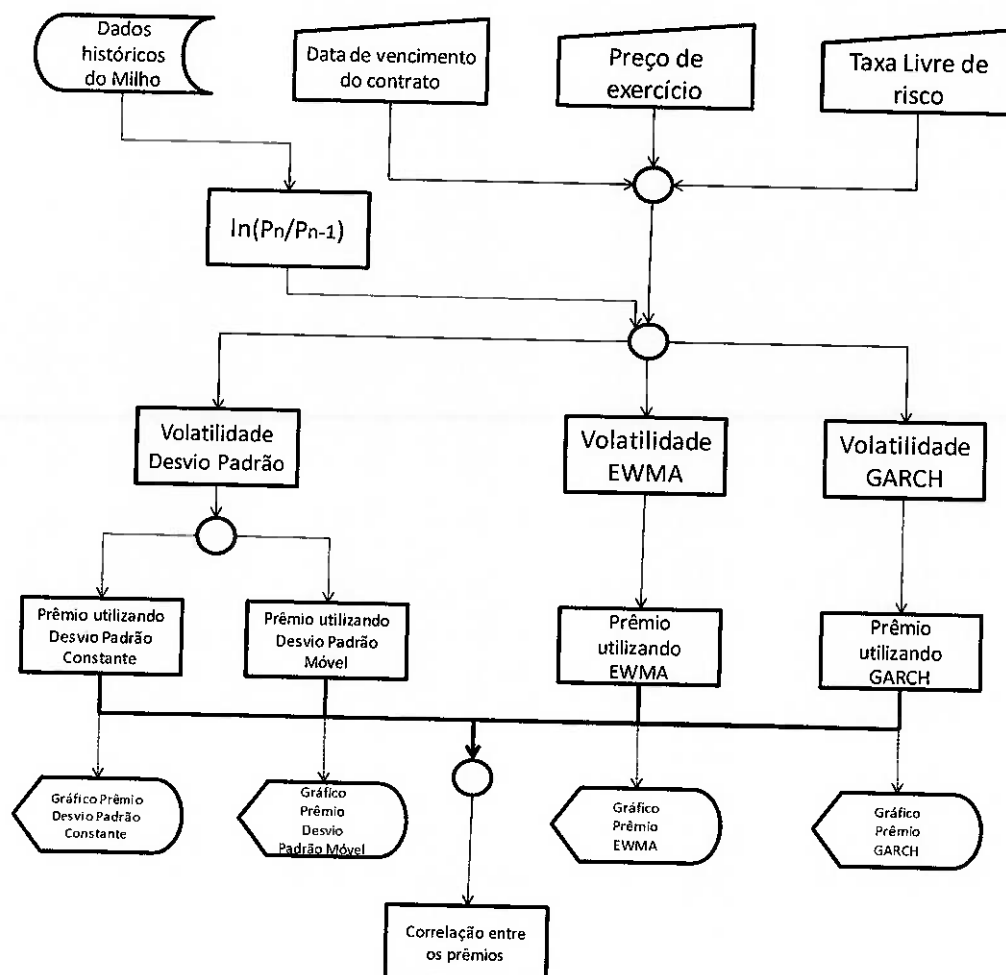 Dados
históricos
do Milho
Data de vencimento
do contrato
Preço de
exercício
Taxa Livre de
risco
ln(Pn/Pn-1)
Volatilidade
Desvio Padrão
Volatilidade
EWMA
Volatilidade
GARCH
Prêmio utilizando
Desvio Padrão
Constante
Prêmio utilizando
Desvio Padrão
Móvel
Prêmio
utilizando
EWMA
Prêmio
utilizando
GARCH
Gráfico Prêmio
Desvio Padrão
Constante
Gráfico
Prêmio
Desvio
Padrão Móvel
Gráfico
Prêmio
EWMA
Gráfico
Prêmio
GARCH
Correlação entre
os prêmios